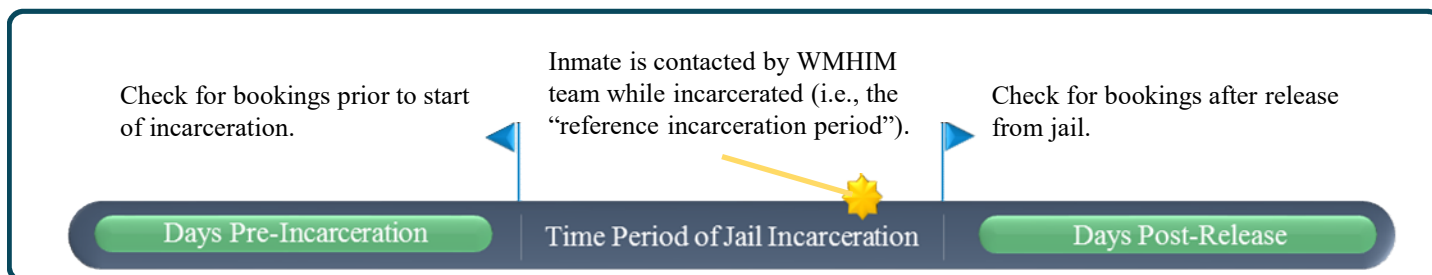 Check for bookings prior to start
of incarceration.
Inmate is contacted by WMHIM
team while incarcerated (i.e., the
“reference incarceration period”).
Check for bookings after release
from jail.
Days Pre-Incarceration
Time Period of Jail Incarceration
Days Post-Release